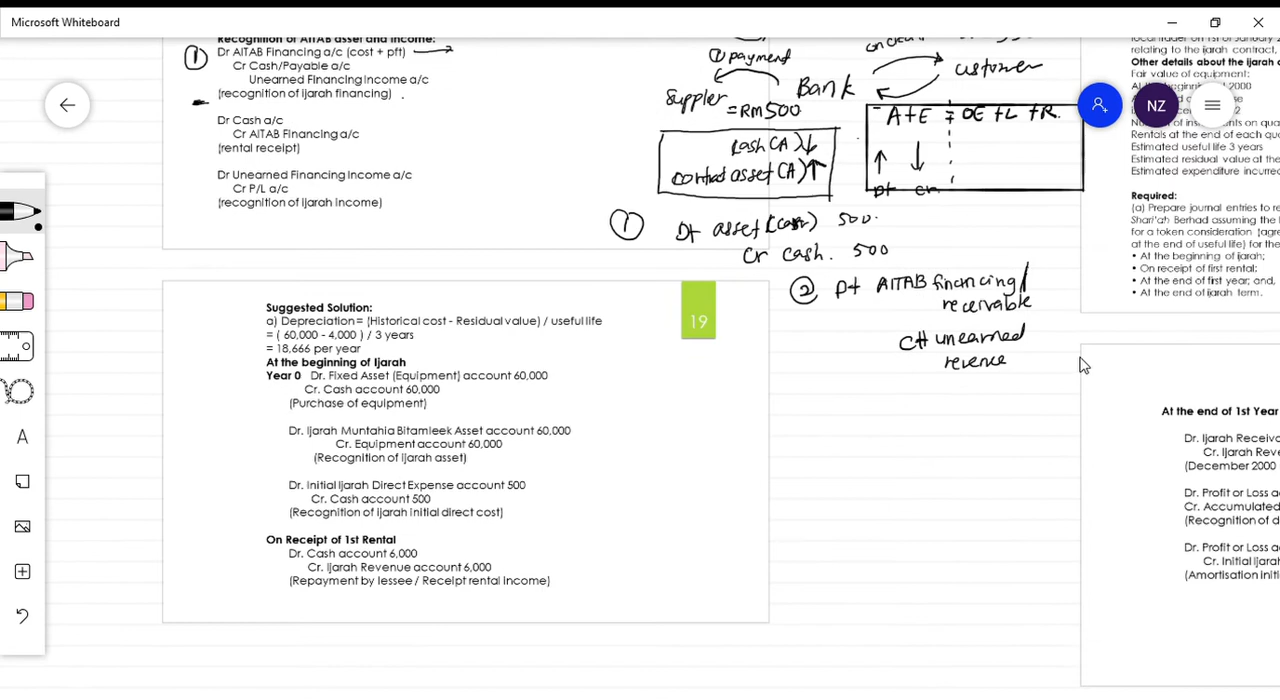 Microsoft Whiteboard
Recognition of AITAB asset and income:
① Dr AITAB Financing a/c (cost + pft)
Cr Cash/Payable a/c
Unearned Financing Income a/c
(recognition of ijarah financing)
Dr Cash a/c
Cr AITAB Financing a/c
(rental receipt)
Dr Unearned Financing Income a/c
Cr P/L a/c
(recognition of ijarah income)
① payment
Suppler
Bank
customer
= RM500
cash (CA) ↓
asset (CA) ↑
A+E = OE +L +R.
↑ ↓
Dt Cr
① Dt asset (cash) 500.
Cr cash. 500
② Dt AITAB financing/
receivable
Ct unearned
revence
19
Suggested Solution:
a) Depreciation = (Historical cost - Residual value) / useful life
= ( 60,000 - 4,000 ) / 3 years
= 18,666 per year
At the beginning of Ijarah
Year 0 Dr. Fixed Asset (Equipment) account 60,000
Cr. Cash account 60,000
(Purchase of equipment)
Dr. Ijarah Muntahia Bitamleek Asset account 60,000
Cr. Equipment account 60,000
(Recognition of ijarah asset)
Dr. Initial Ijarah Direct Expense account 500
Cr. Cash account 500
(Recognition of ijarah initial direct cost)
On Receipt of 1st Rental
Dr. Cash account 6,000
Cr. Ijarah Revenue account 6,000
(Repayment by lessee / Receipt rental income)
NZ
local trader on 1st of January
relating to the ijarah contract,
Other details about the ijarah
Fair value of equipment:
2000
Rentals at the end of each
Estimated useful life 3 years
Estimated residual value at the
Estimated expenditure incurred
Required:
(a) Prepare journal entries to
Shari'ah Berhad assuming the
for a token consideration
at the end of useful life) for the
• At the beginning of ijarah;
• On receipt of first rental;
• At the end of first year; and,
• At the end of ijarah term.
At the end of 1st Year
Dr. Ijarah
Cr. Ijarah
(December 2000
Dr. Profit or Loss
Cr. Accumulated
(Recognition of
Dr. Profit or Loss
Cr. Initial Ijarah
(Amortisation
A